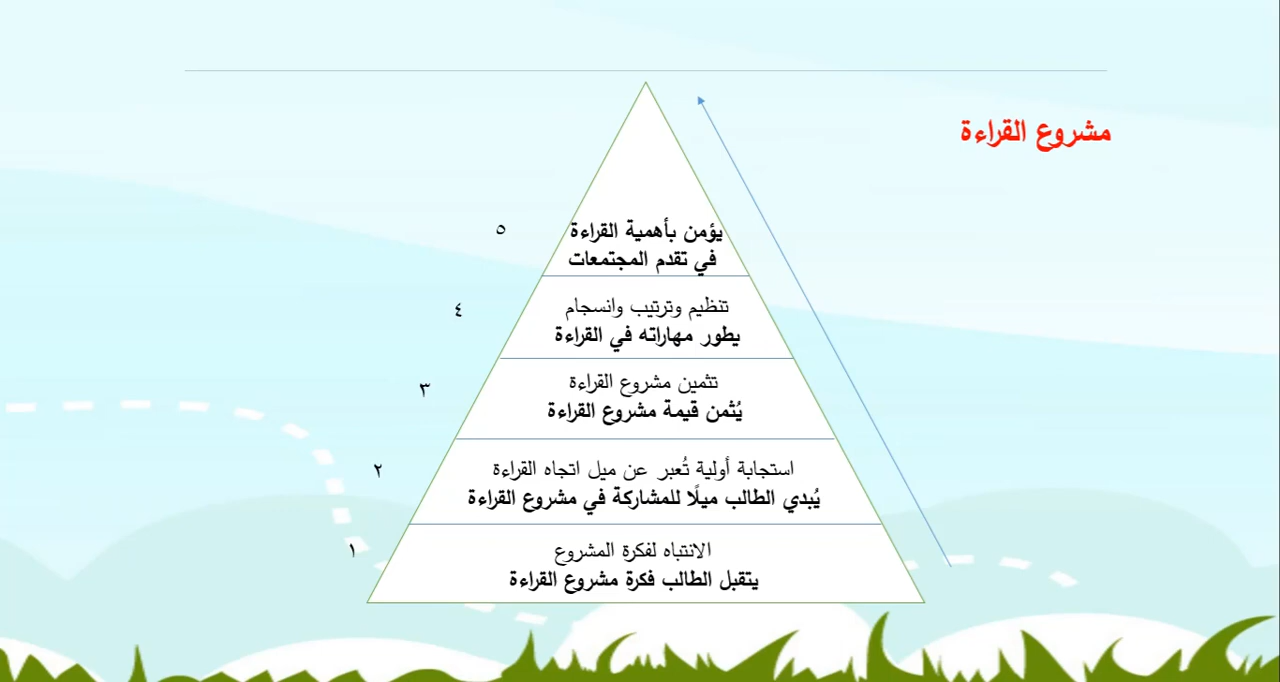 مشروع القراءة
٥
يؤمن بأهمية القراءة
في تقدم المجتمعات
٤
تنظيم وترتيب وانسجام
يطور مهاراته في القراءة
٣
تثمين مشروع القراءة
يُثمن قيمة مشروع القراءة
٢
استجابة أولية تُعبر عن ميل اتجاه القراءة
يُبدي الطالب ميلًا للمشاركة في مشروع القراءة
١
الانتباه لفكرة المشروع
يتقبل الطالب فكرة مشروع القراءة